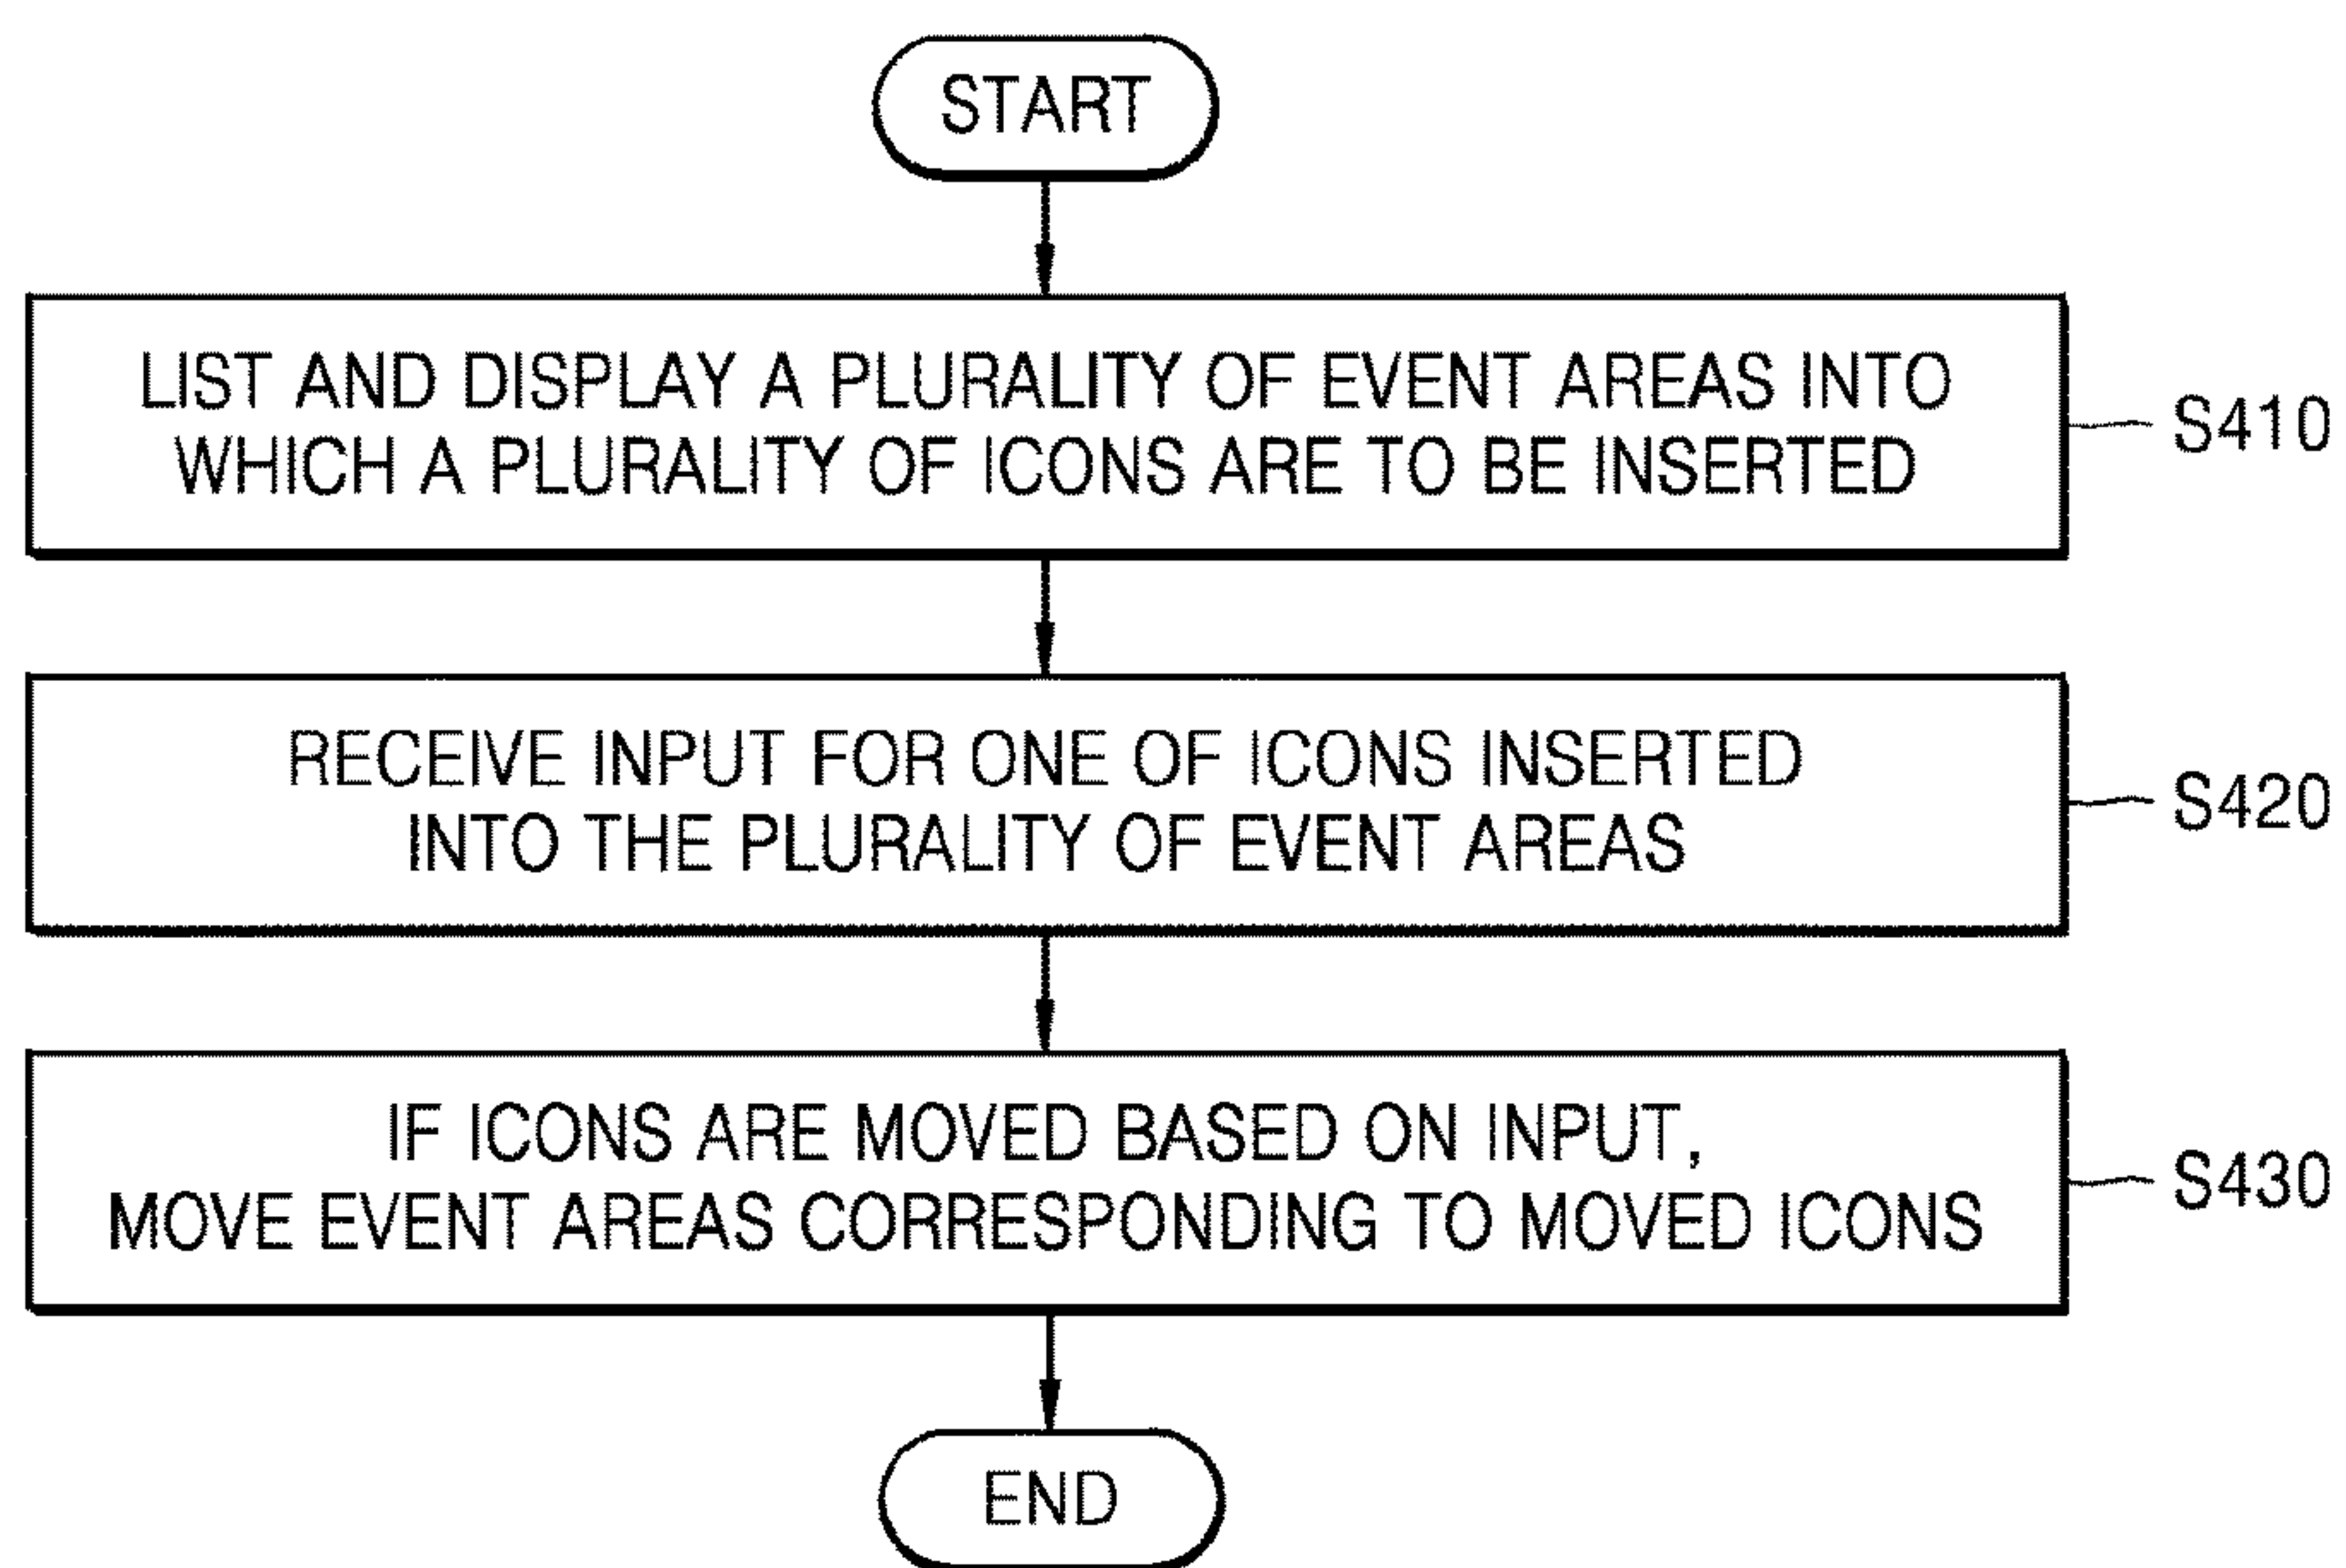 START
LIST AND DISPLAY A PLURALITY OF EVENT AREAS INTO
WHICH A PLURALITY OF ICONS ARE TO BE INSERTED
S410
RECEIVE INPUT FOR ONE OF ICONS INSERTED
INTO THE PLURALITY OF EVENT AREAS
S420
IF ICONS ARE MOVED BASED ON INPUT,
MOVE EVENT AREAS CORRESPONDING TO MOVED ICONS
S430
END